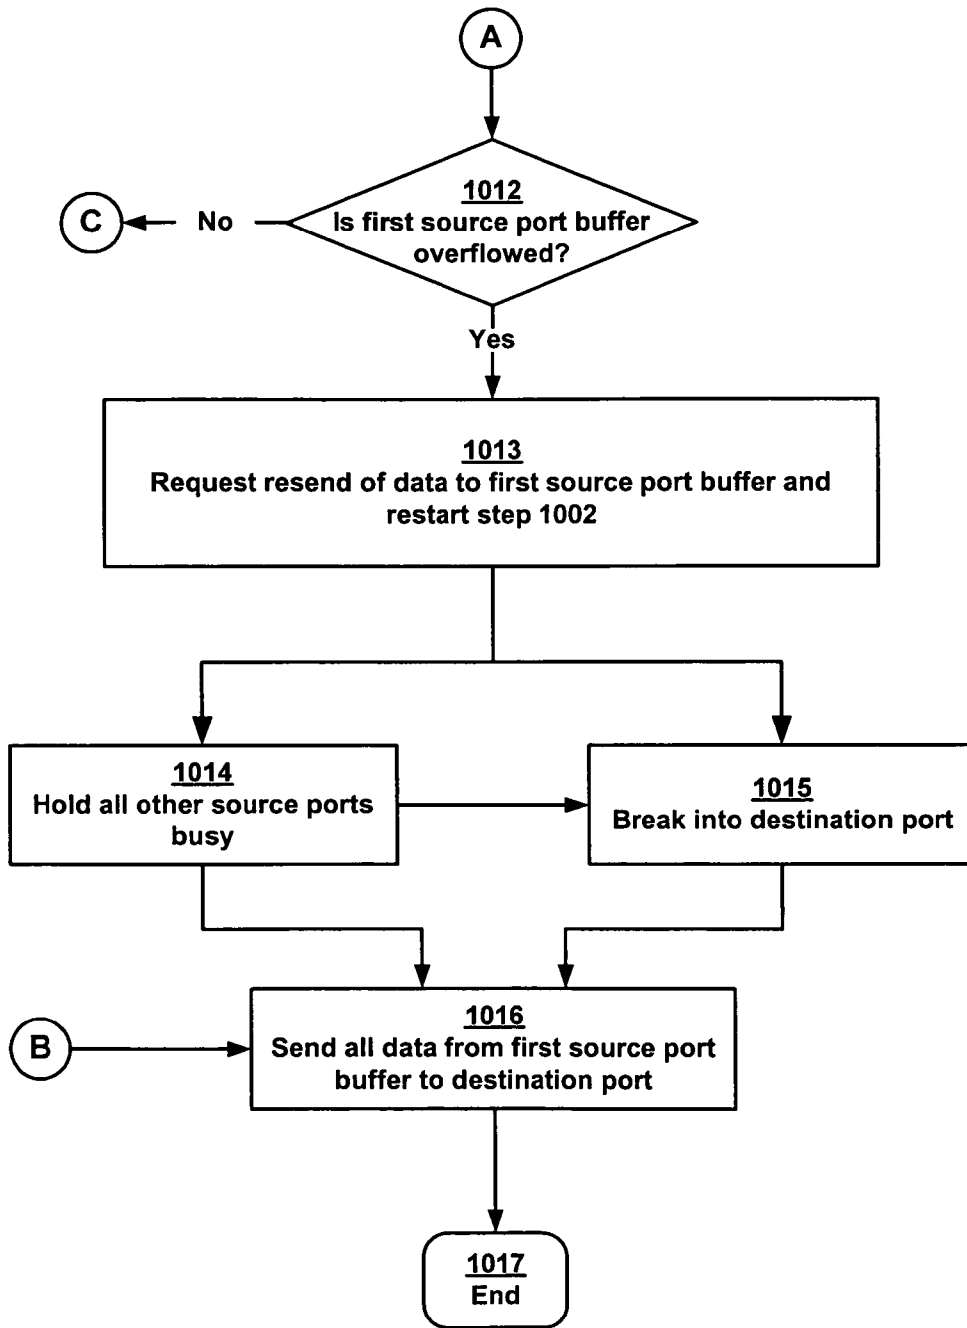 A
1012
Is first source port buffer
overflowed?
C
No
Yes
1013
Request resend of data to first source port buffer and
restart step 1002
1014
Hold all other source ports
busy
1015
Break into destination port
B
1016
Send all data from first source port
buffer to destination port
1017
End